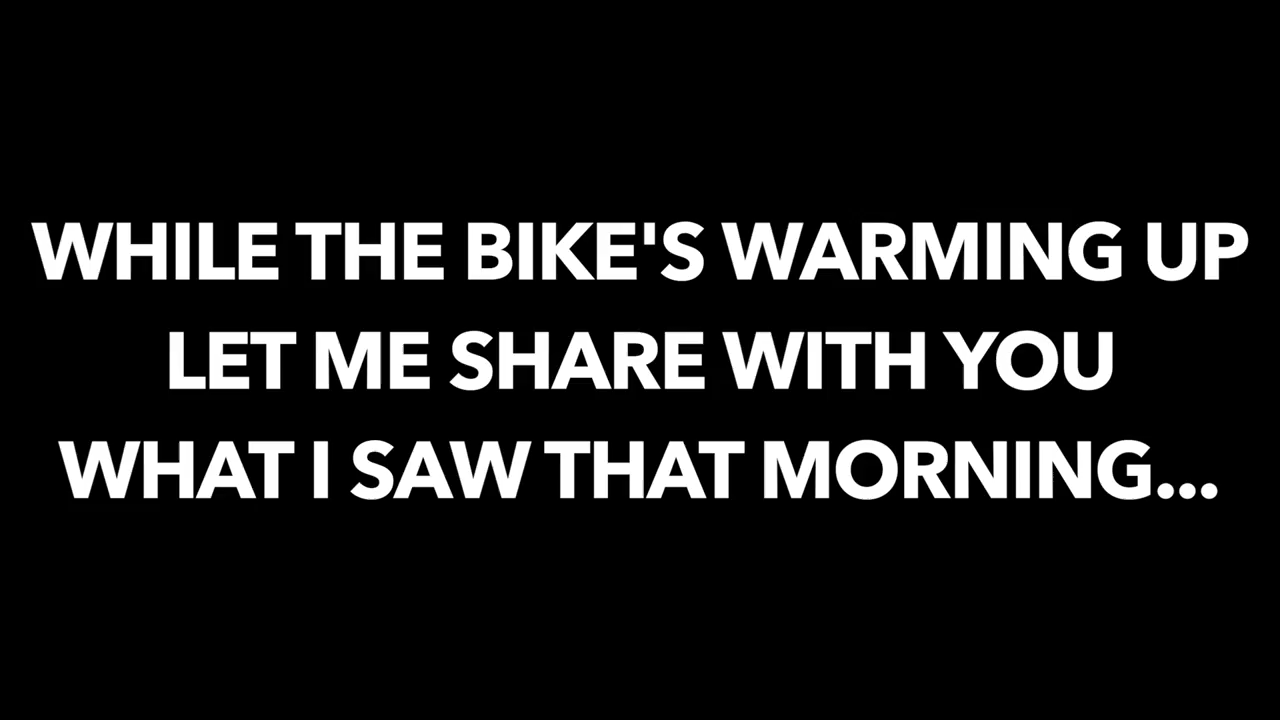 WHILE THE BIKE'S WARMING UP
LET ME SHARE WITH YOU
WHAT I SAW THAT MORNING...